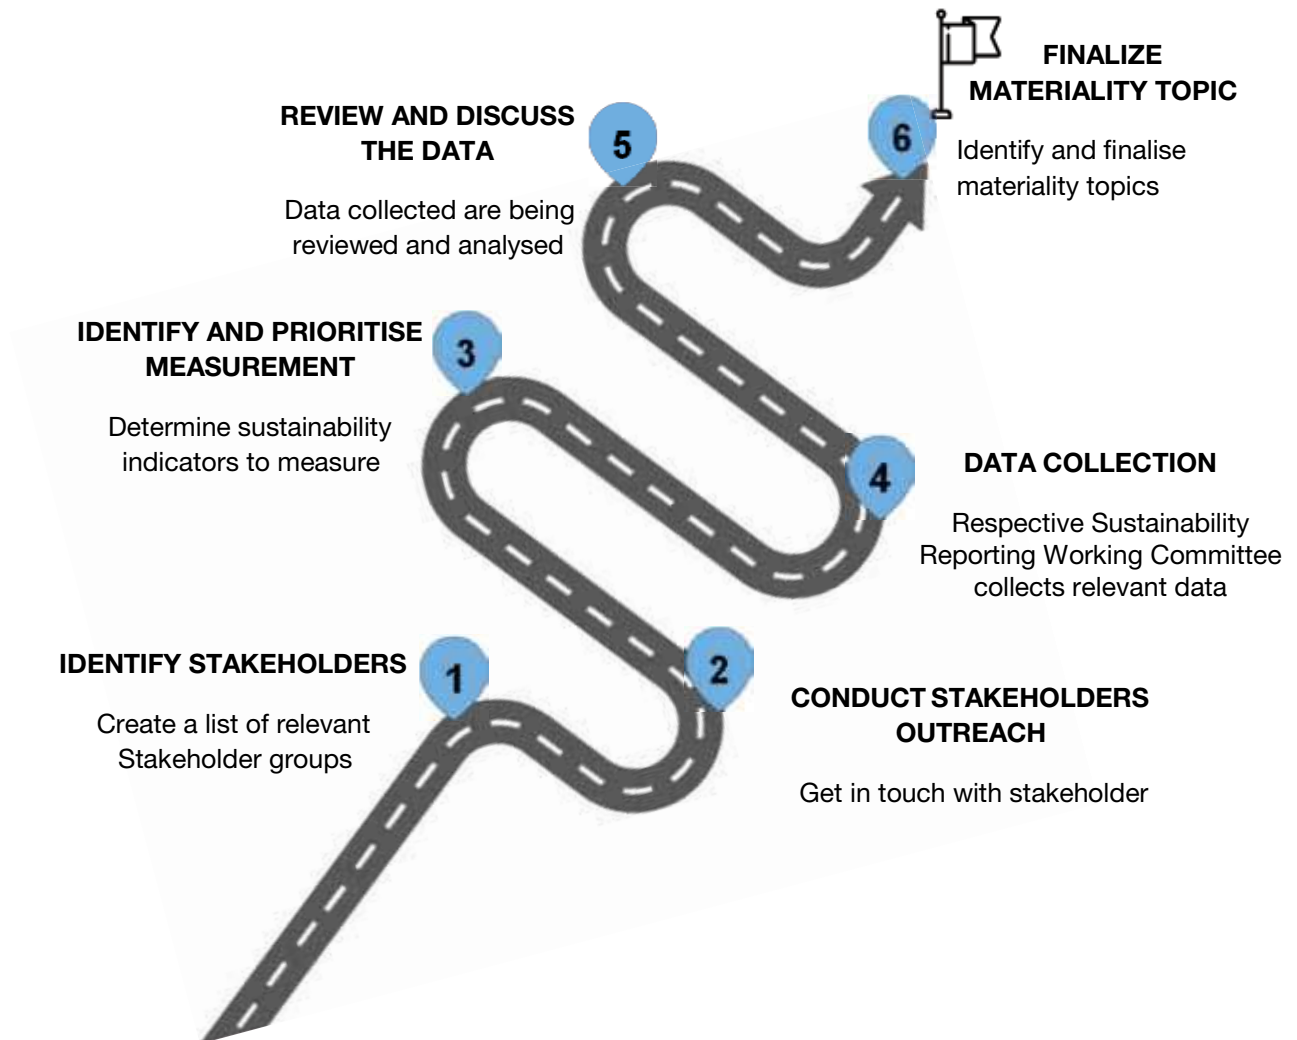 FINALIZE
MATERIALITY TOPIC
6
Identify and finalise
materiality topics
REVIEW AND DISCUSS
THE DATA
5
Data collected are being
reviewed and analysed
IDENTIFY AND PRIORITISE
MEASUREMENT
3
Determine sustainability
indicators to measure
4
DATA COLLECTION
Respective Sustainability
Reporting Working Committee
collects relevant data
IDENTIFY STAKEHOLDERS
1
Create a list of relevant
Stakeholder groups
2
CONDUCT STAKEHOLDERS
OUTREACH
Get in touch with stakeholder